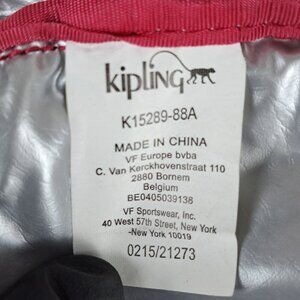 kipling
K15289-88A
MADE IN CHINA
VF Europe bvba
C. Van Kerckhovenstraat 110
2880 Bornem
Belgium
BE0405039138
VF Sportswear, Inc.
40 West 57th Street, New York
-New York 10019
0215/21273